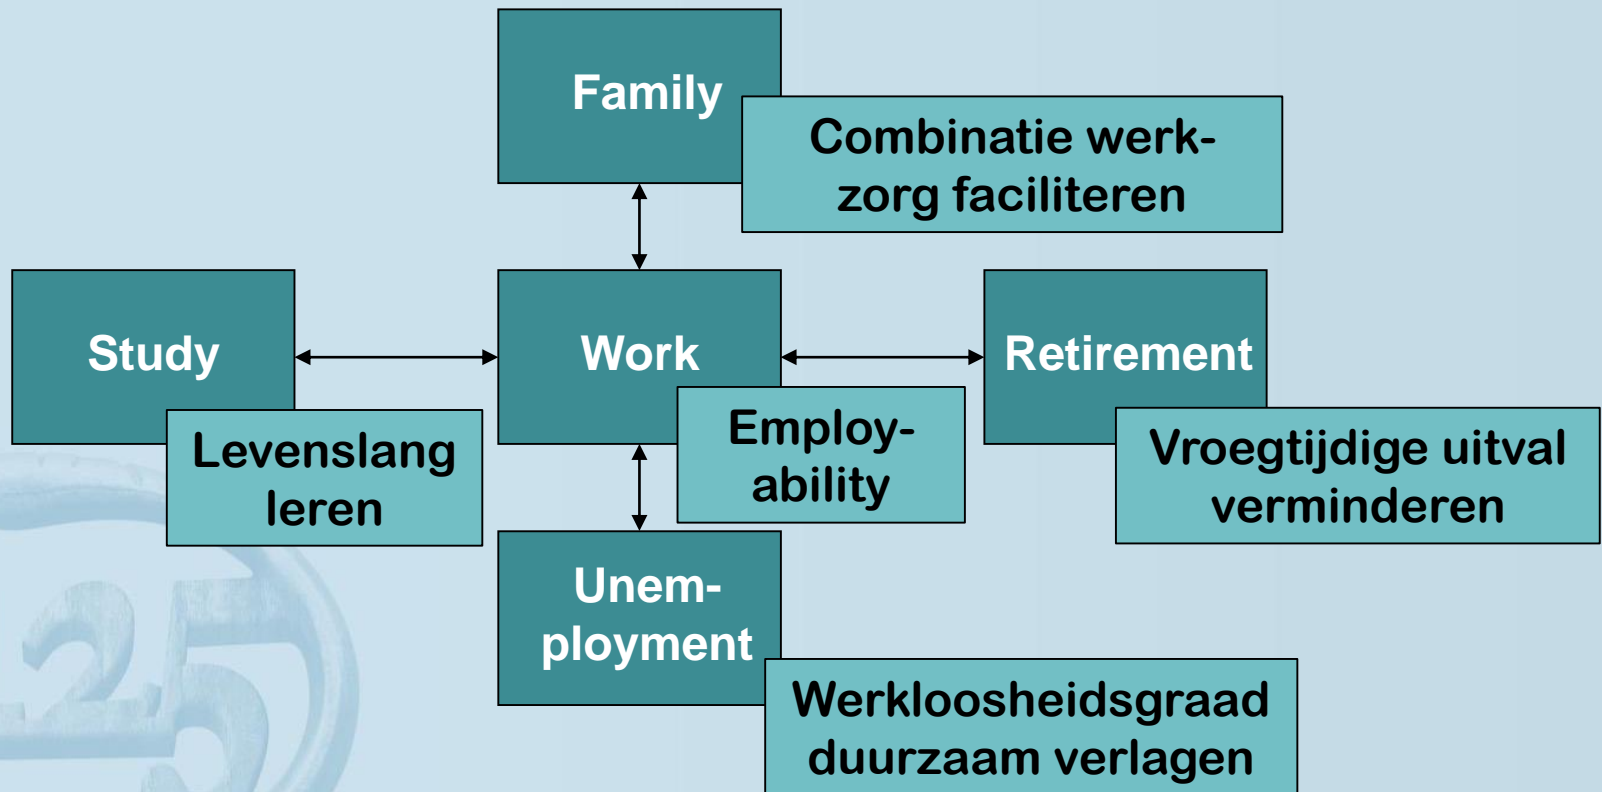 Family
Combinatie werk-
zorg faciliteren
Study
Work
Retirement
Levenslang
leren
Employ-
ability
Vroegtijdige uitval
verminderen
Unem-
ployment
Werkloosheidsgraad
duurzaam verlagen
25